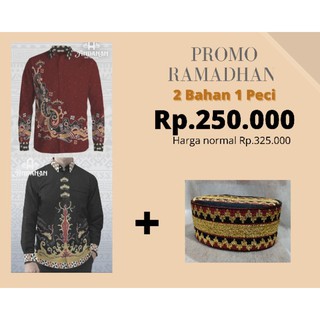 PROMO
RAMADHAN
2 Bahan 1 Peci
Rp.250.000
Harga normal Rp.325.000
+